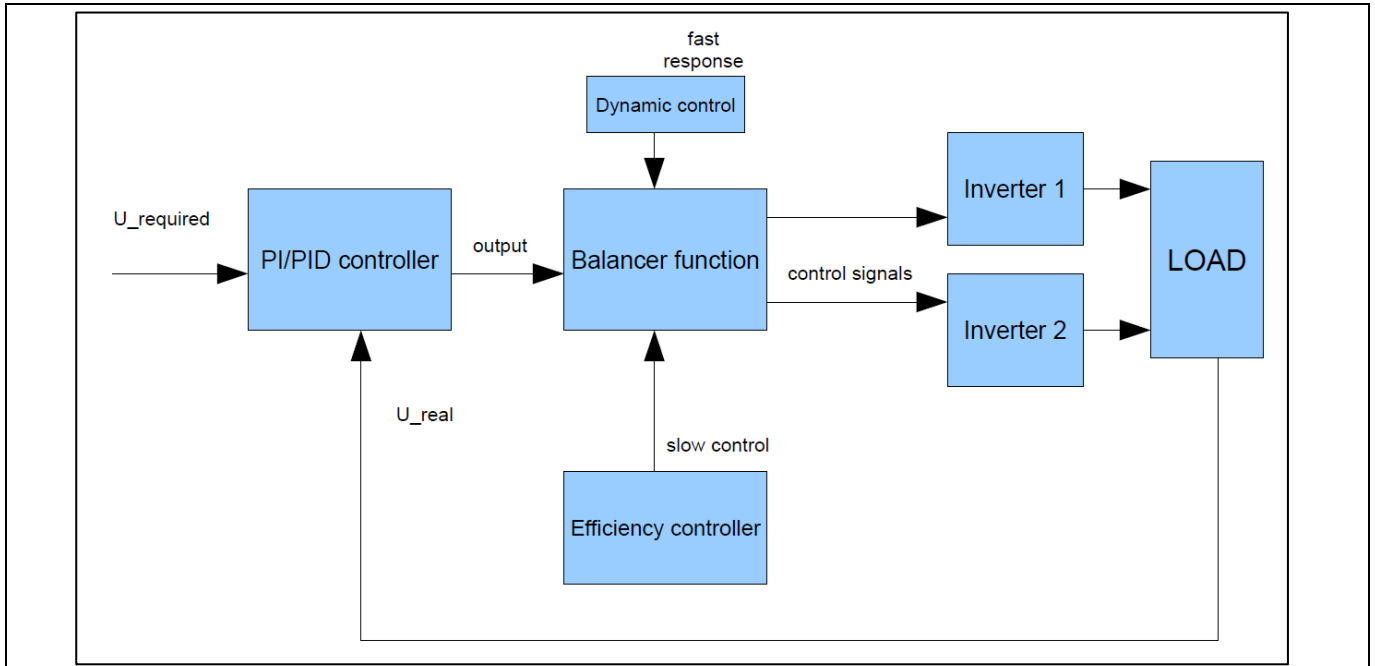 fast
response
Dynamic control
Inverter 1
U_required
PI/PID controller
output
Balancer function
control signals
LOAD
Inverter 2
U_real
slow control
Efficiency controller